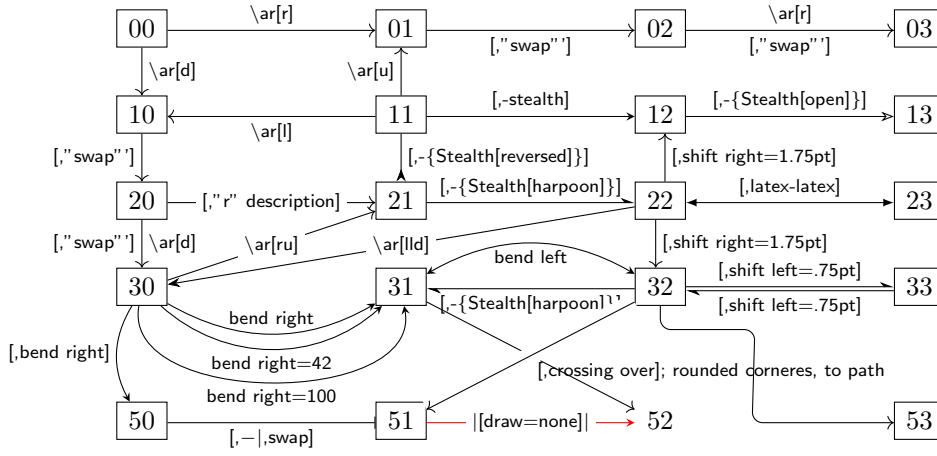 \ar[r]
\ar[r]
00
01
02
03
[,"swap"']
[,"swap"']
\ar[d]
\ar[u]
[,-stealth]
[,-{Stealth[open]}]
10
11
12
13
\ar[l]
[,"swap"']
[,-{Stealth[reversed]}]
[,shift right=1.75pt]
[,-{Stealth[harpoon]}]
[,latex-latex]
20
[,"r" description]
21
22
23
[,"swap"']
\ar[d]
\ar[ru]
\ar[lld]
[,shift right=1.75pt]
bend left
[,shift left=.75pt]
30
31
32
33
[,-{Stealth[harpoon]}]
[,shift left=.75pt]
bend right
[,bend right]
bend right=42
[,crossing over]; rounded corneres, to path
bend right=100
50
51
|[draw=none]|
52
53
[,−|,swap]